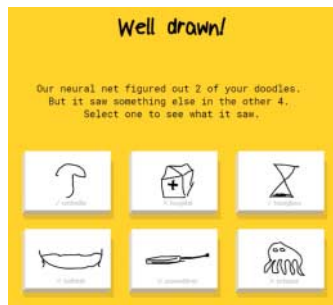 Well drawn!
Our neural net figured out 2 of your doodles.
But it saw something else in the other 4.
Select one to see what it saw.